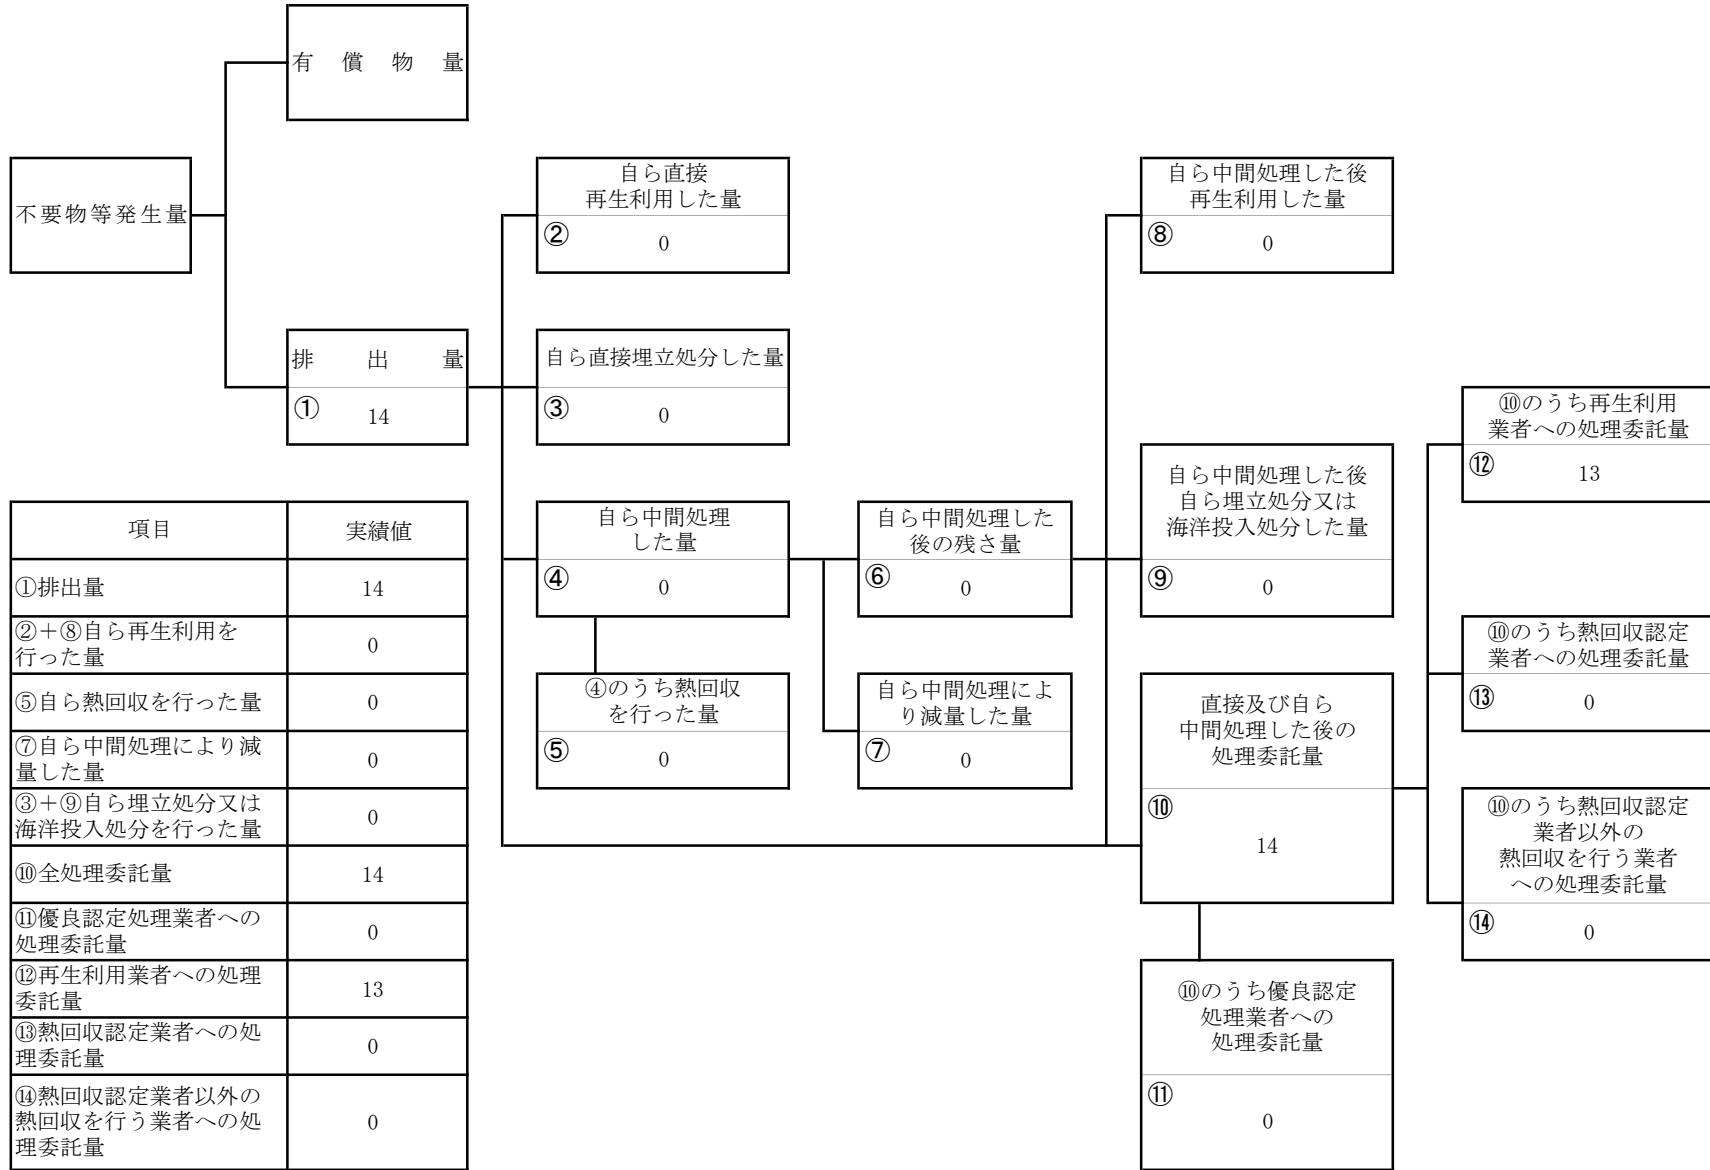 有償物量
不要物等発生量
自ら直接
再生利用した量
② 0
自ら中間処理した後
再生利用した量
⑧ 0
排出量
① 14
自ら直接埋立処分した量
③ 0
⑩のうち再生利用
業者への処理委託量
⑫ 13
自ら中間処理
した量
④ 0
自ら中間処理した
後の残さ量
⑥ 0
自ら中間処理した後
自ら埋立処分又は
海洋投入処分した量
⑨ 0
⑩のうち熱回収認定
業者への処理委託量
⑬ 0
④のうち熱回収
を行った量
⑤ 0
自ら中間処理によ
り減量した量
⑦ 0
直接及び自ら
中間処理した後の
処理委託量
⑩
14
⑩のうち熱回収認定
業者以外の
熱回収を行う業者
への処理委託量
⑭ 0
⑩のうち優良認定
処理業者への
処理委託量
⑪
0
項目 実績値
①排出量 14
②＋⑧自ら再生利用を
行った量 0
⑤自ら熱回収を行った量 0
⑦自ら中間処理により減
量した量 0
③＋⑨自ら埋立処分又は
海洋投入処分を行った量 0
⑩全処理委託量 14
⑪優良認定処理業者への
処理委託量 0
⑫再生利用業者への処理
委託量 13
⑬熱回収認定業者への処
理委託量 0
⑭熱回収認定業者以外の
熱回収を行う業者への処
理委託量 0